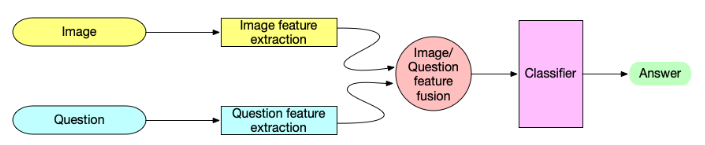 Image
Image feature
extraction
Image/
Question
feature
fusion
Classifier
Answer
Question
Question feature
extraction